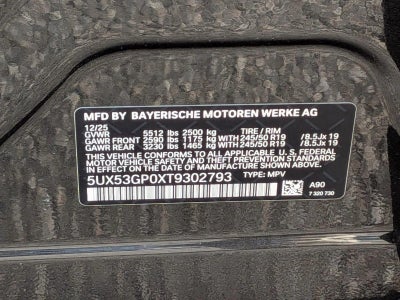 MFD BY BAYERISCHE MOTOREN WERKE AG
12/25
GVWR 5512 lbs 2500 kg TIRE / RIM
GAWR FRONT 2590 lbs 1175 kg WITH 245/50 R19 /8.5Jx 19
GAWR REAR 3230 lbs 1465 kg WITH 245/50 R19 /8.5Jx 19
THIS VEHICLE CONFORMS TO ALL APPLICABLE U.S. FEDERAL MOTOR VEHICLE
SAFETY AND THEFT PREVENTION STANDARDS
IN EFFECT ON THE DATE OF MANUFACTURE SHOWN ABOVE.
5UX53GP0XT9302793 TYPE: MPV
A90
7 320 730